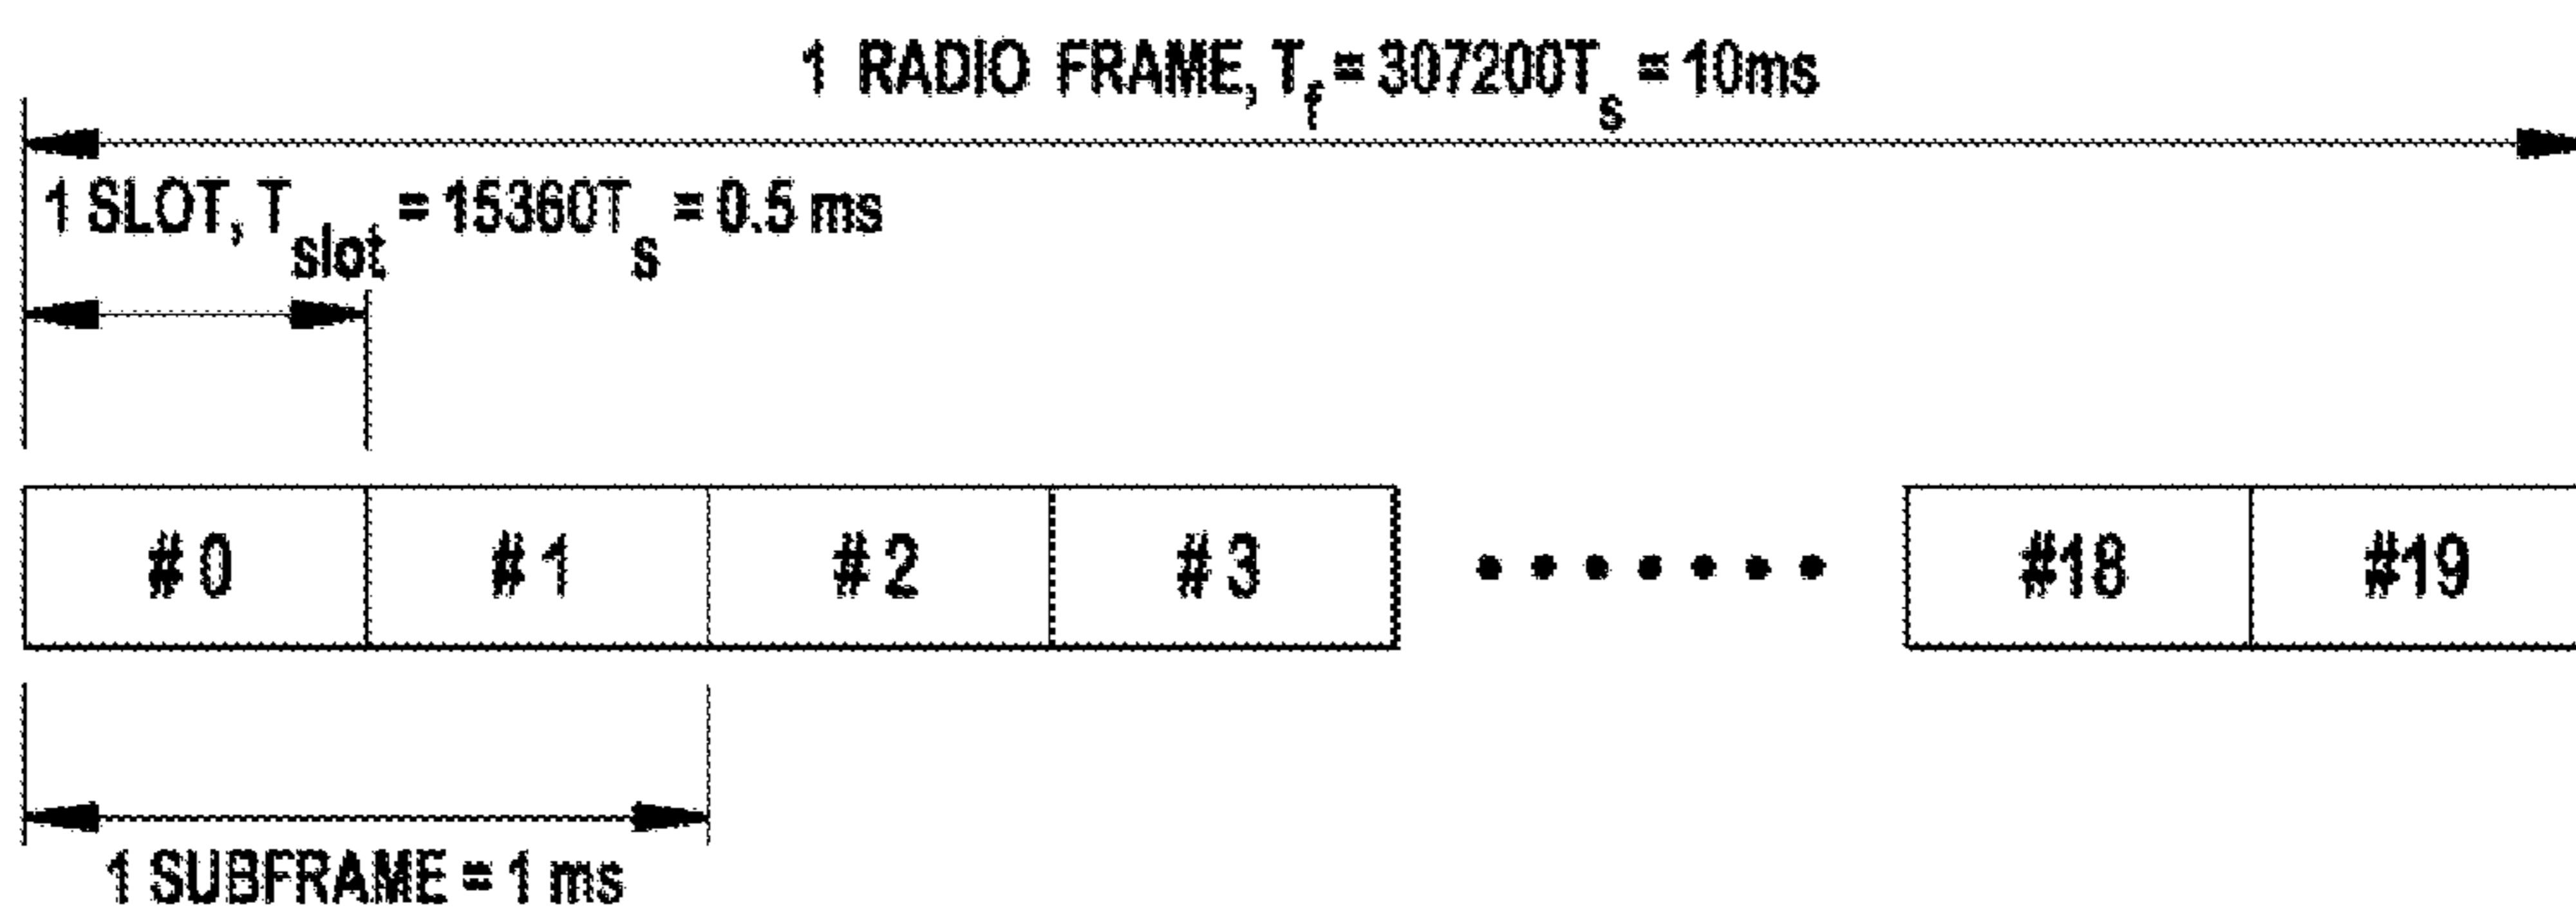 1 RADIO FRAME, Tf = 307200Ts = 10ms
1 SLOT, Tslot = 15360Ts = 0.5 ms
#0 #1 #2 #3 ....... #18 #19
1 SUBFRAME = 1 ms